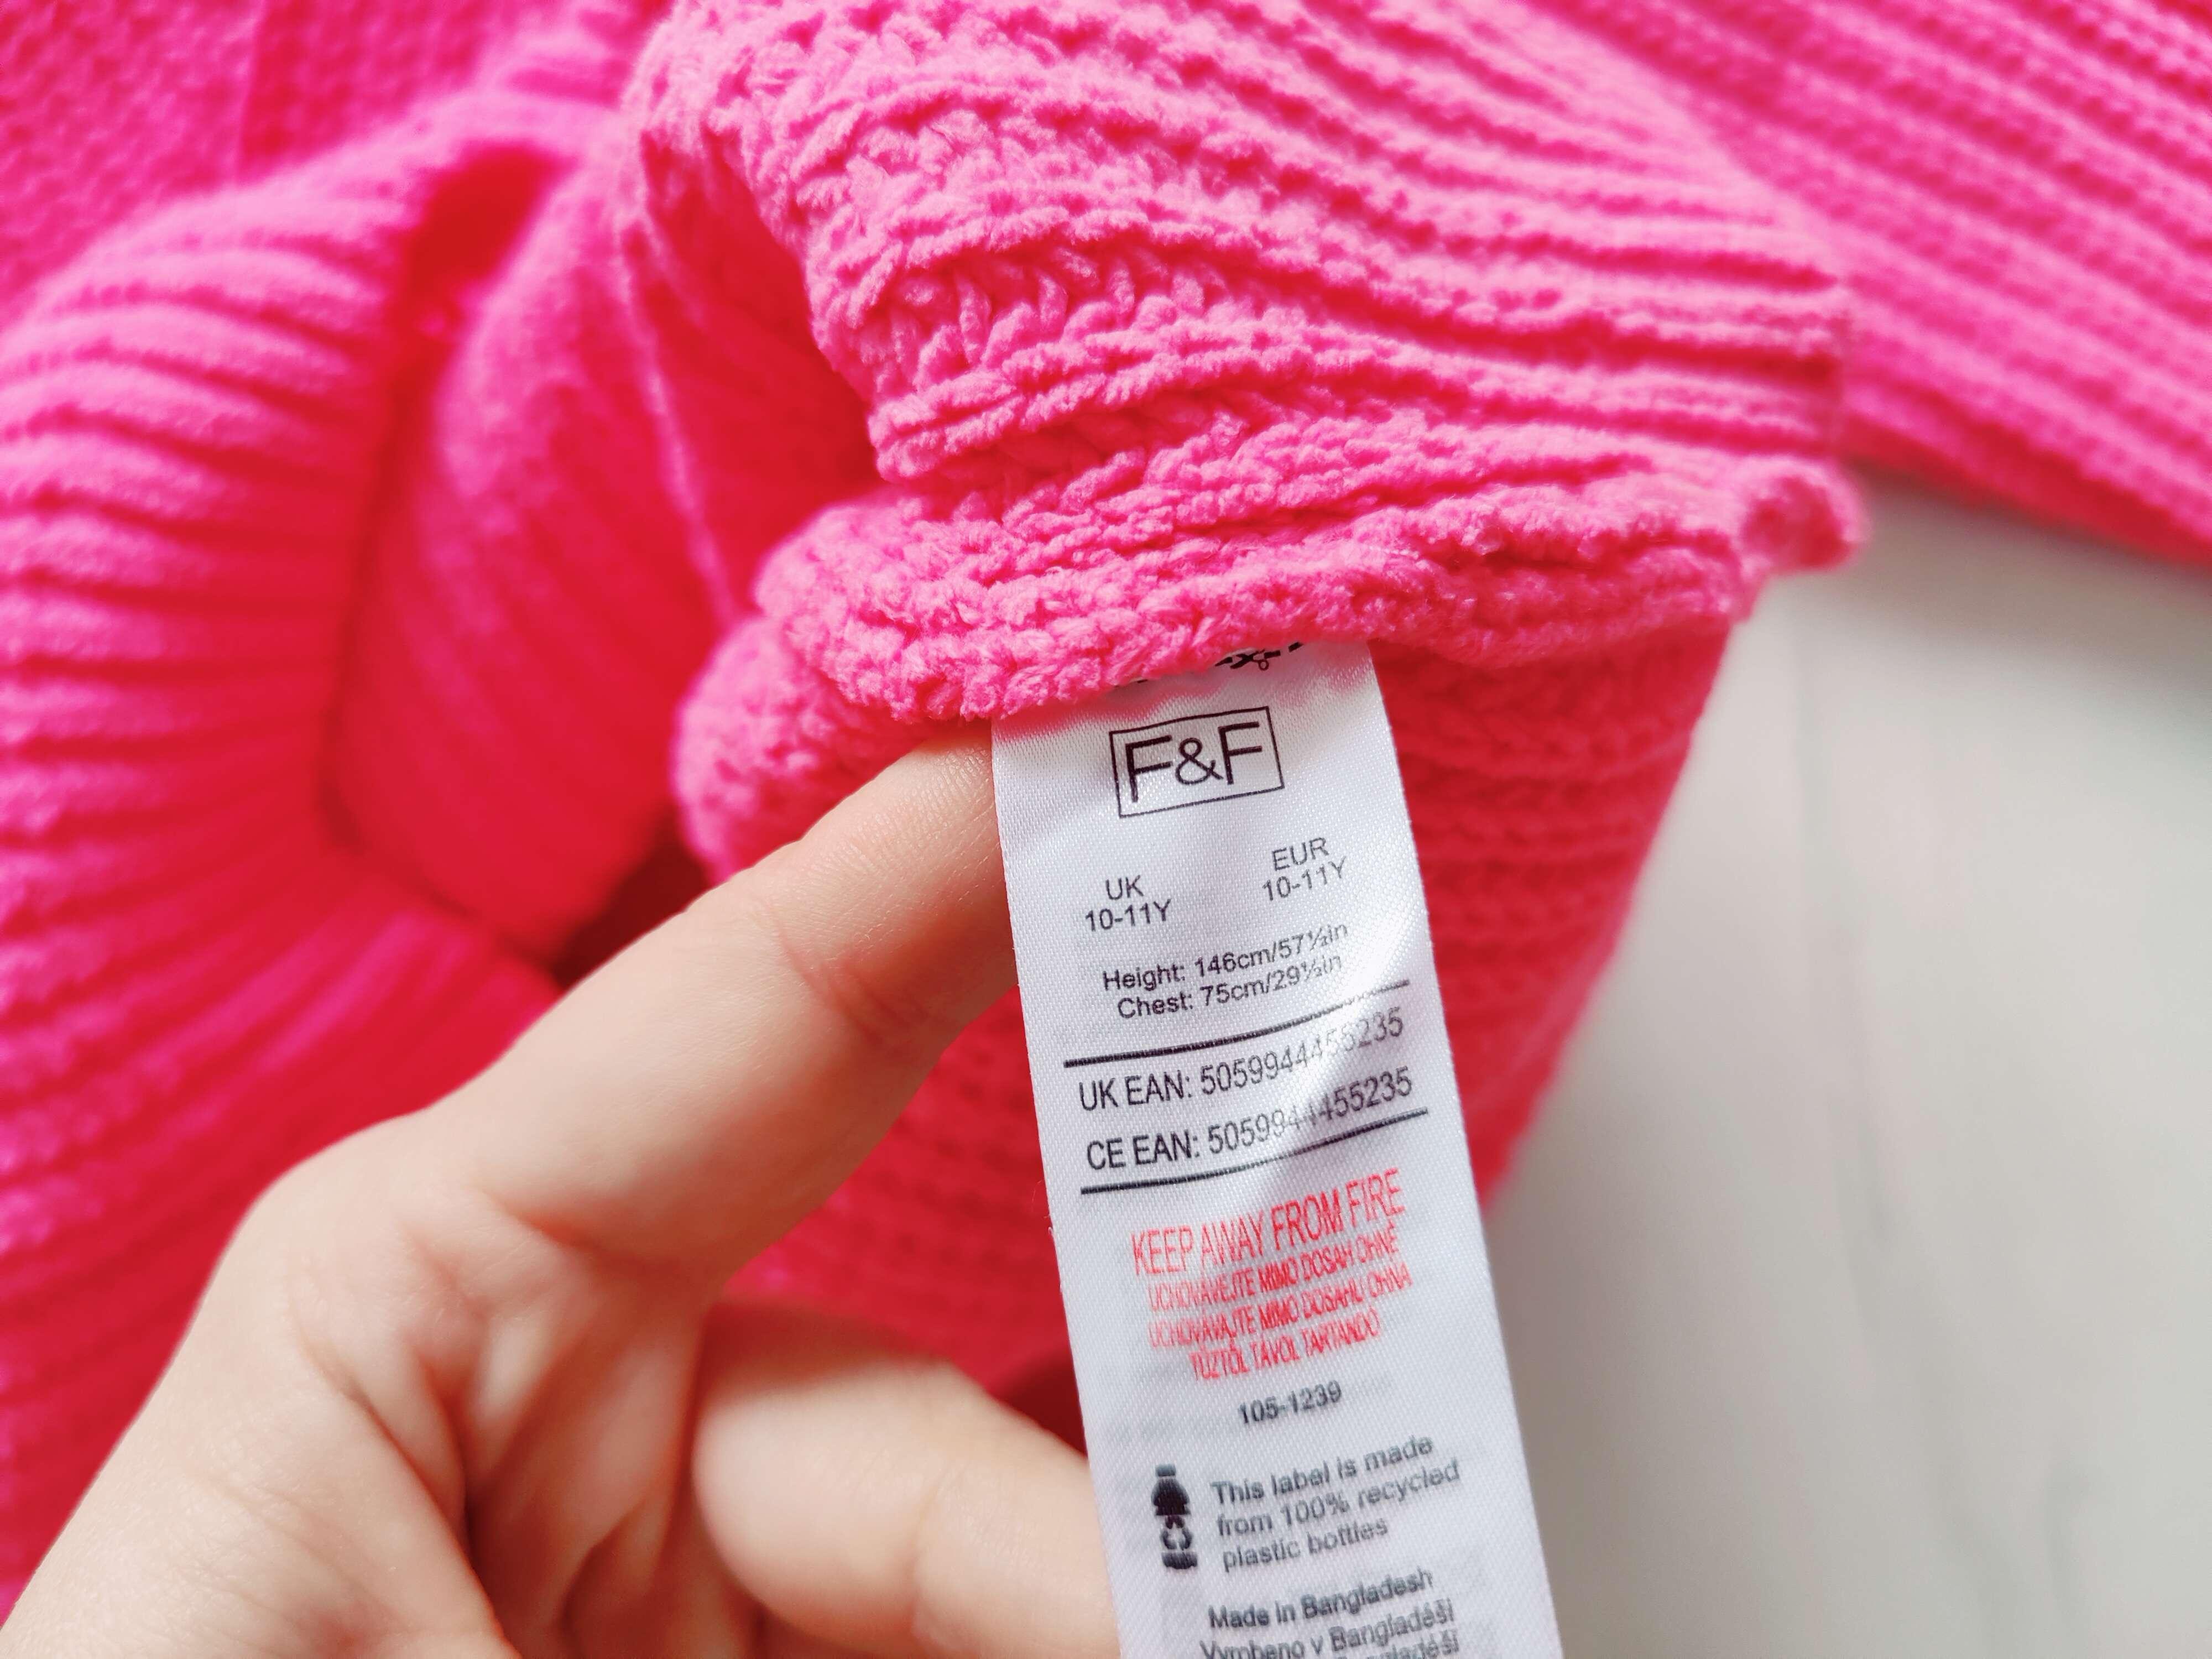 F&F
UK EUR
10-11Y 10-11Y
Height: 146cm/57½in
Chest: 75cm/29½in
UK EAN: 5059944455235
CE EAN: 5059944455235
KEEP AWAY FROM FIRE
UCHOVÁVEJTE MIMO DOSAH OHNĚ
UCHOVÁVAJTE MIMO DOSAHU OHŇA
TŰZTŐL TÁVOL TARTANDÓ
105-1239
This label is made
from 100% recycled
plastic bottles
Made in Bangladesh
Vyrobeno v Bangladéši